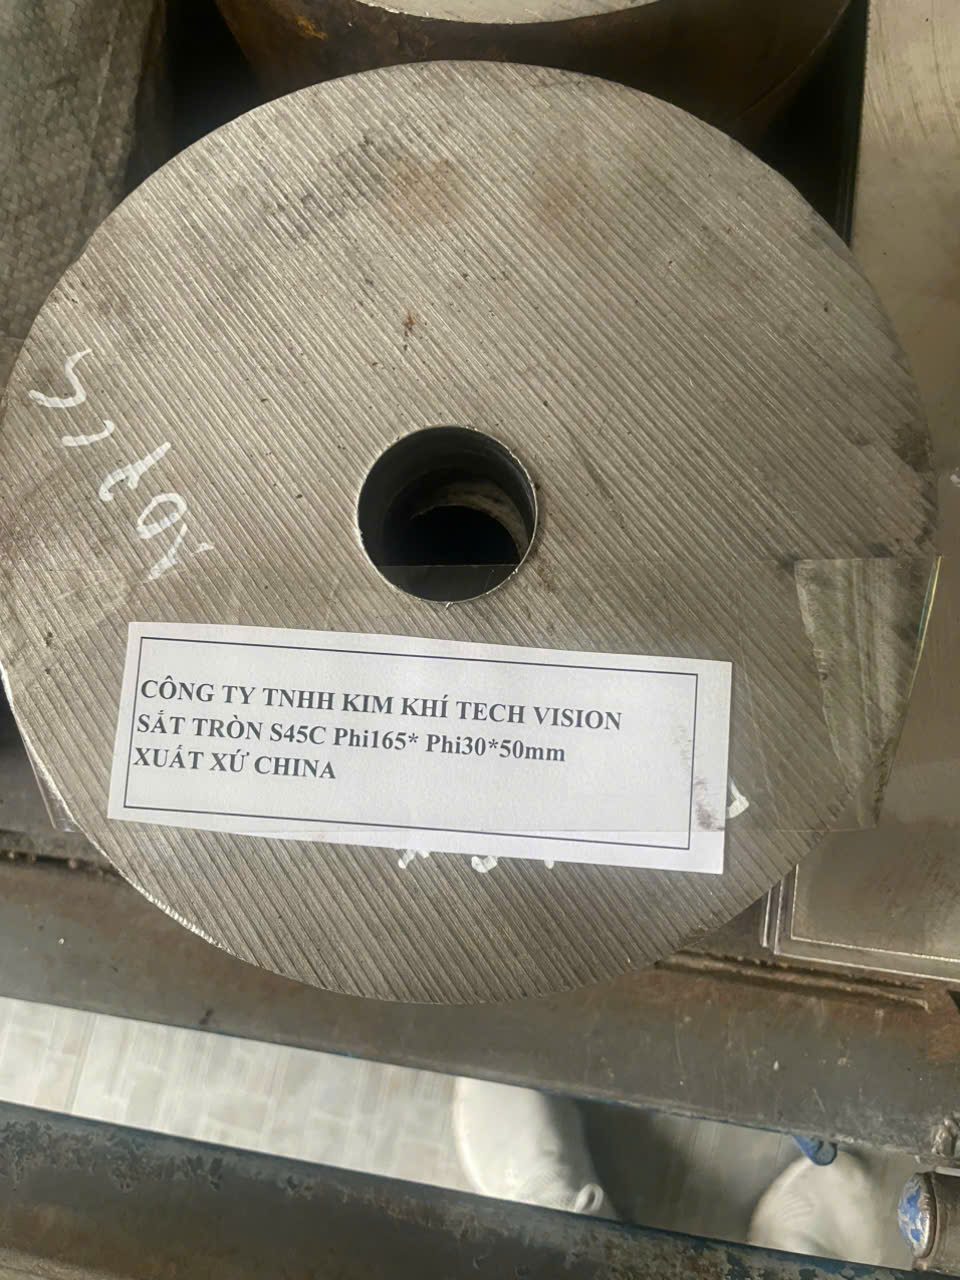 CÔNG TY TNHH KIM KHÍ TECH VISION
SẮT TRÒN S45C Phi165* Phi30*50mm
XUẤT XỨ CHINA